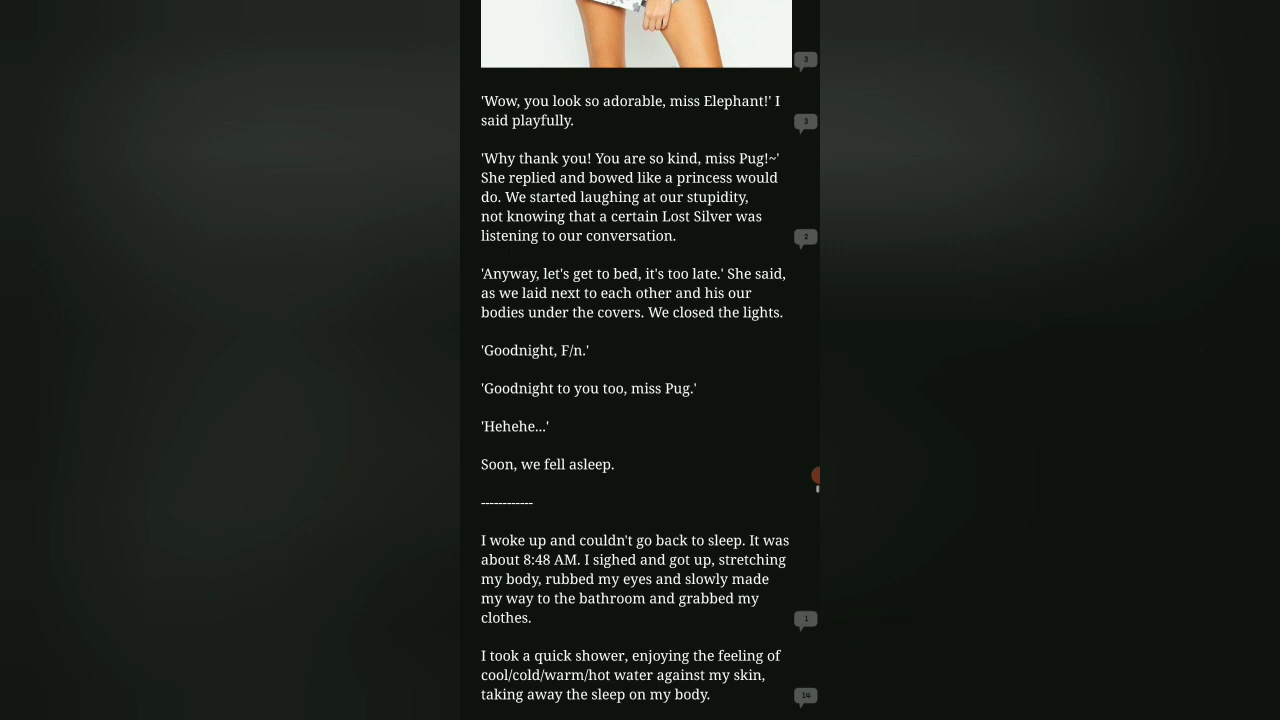 3
'Wow, you look so adorable, miss Elephant!' I
said playfully.
3
'Why thank you! You are so kind, miss Pug!~'
She replied and bowed like a princess would
do. We started laughing at our stupidity,
not knowing that a certain Lost Silver was
listening to our conversation.
2
'Anyway, let's get to bed, it's too late.' She said,
as we laid next to each other and his our
bodies under the covers. We closed the lights.
'Goodnight, F/n.'
'Goodnight to you too, miss Pug.'
'Hehehe...'
Soon, we fell asleep.
------------
I woke up and couldn't go back to sleep. It was
about 8:48 AM. I sighed and got up, stretching
my body, rubbed my eyes and slowly made
my way to the bathroom and grabbed my
clothes.
1
I took a quick shower, enjoying the feeling of
cool/cold/warm/hot water against my skin,
taking away the sleep on my body.
14